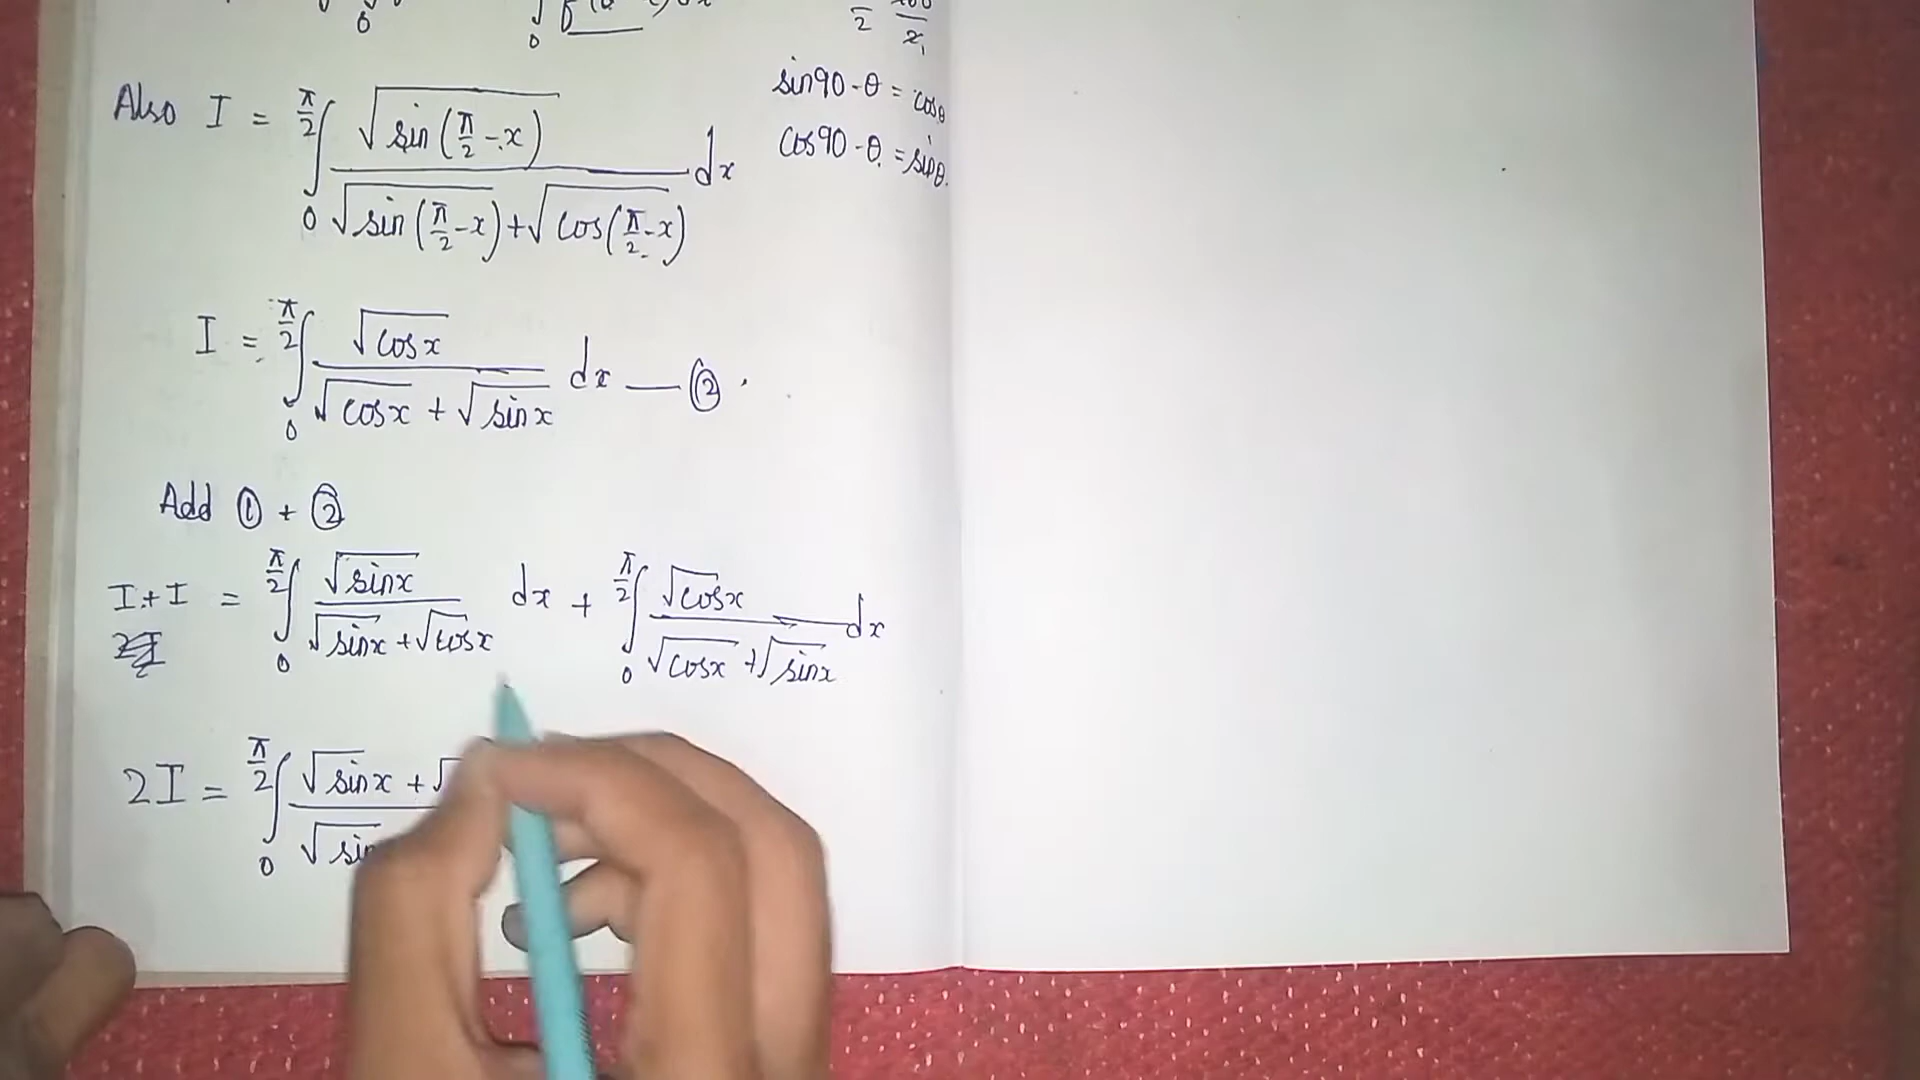 sin90-θ = cosθ
cos90-θ = sinθ.
Also I = ∫₀^(π/2) √sin(π/2-x) / (√sin(π/2-x) + √cos(π/2-x)) dx
I = ∫₀^(π/2) √cosx / (√cosx + √sinx) dx — ②
Add ① + ②
I+I = ∫₀^(π/2) √sinx / (√sinx + √cosx) dx + ∫₀^(π/2) √cosx / (√cosx + √sinx) dx
2I = ∫₀^(π/2) √sinx + √ / √sin